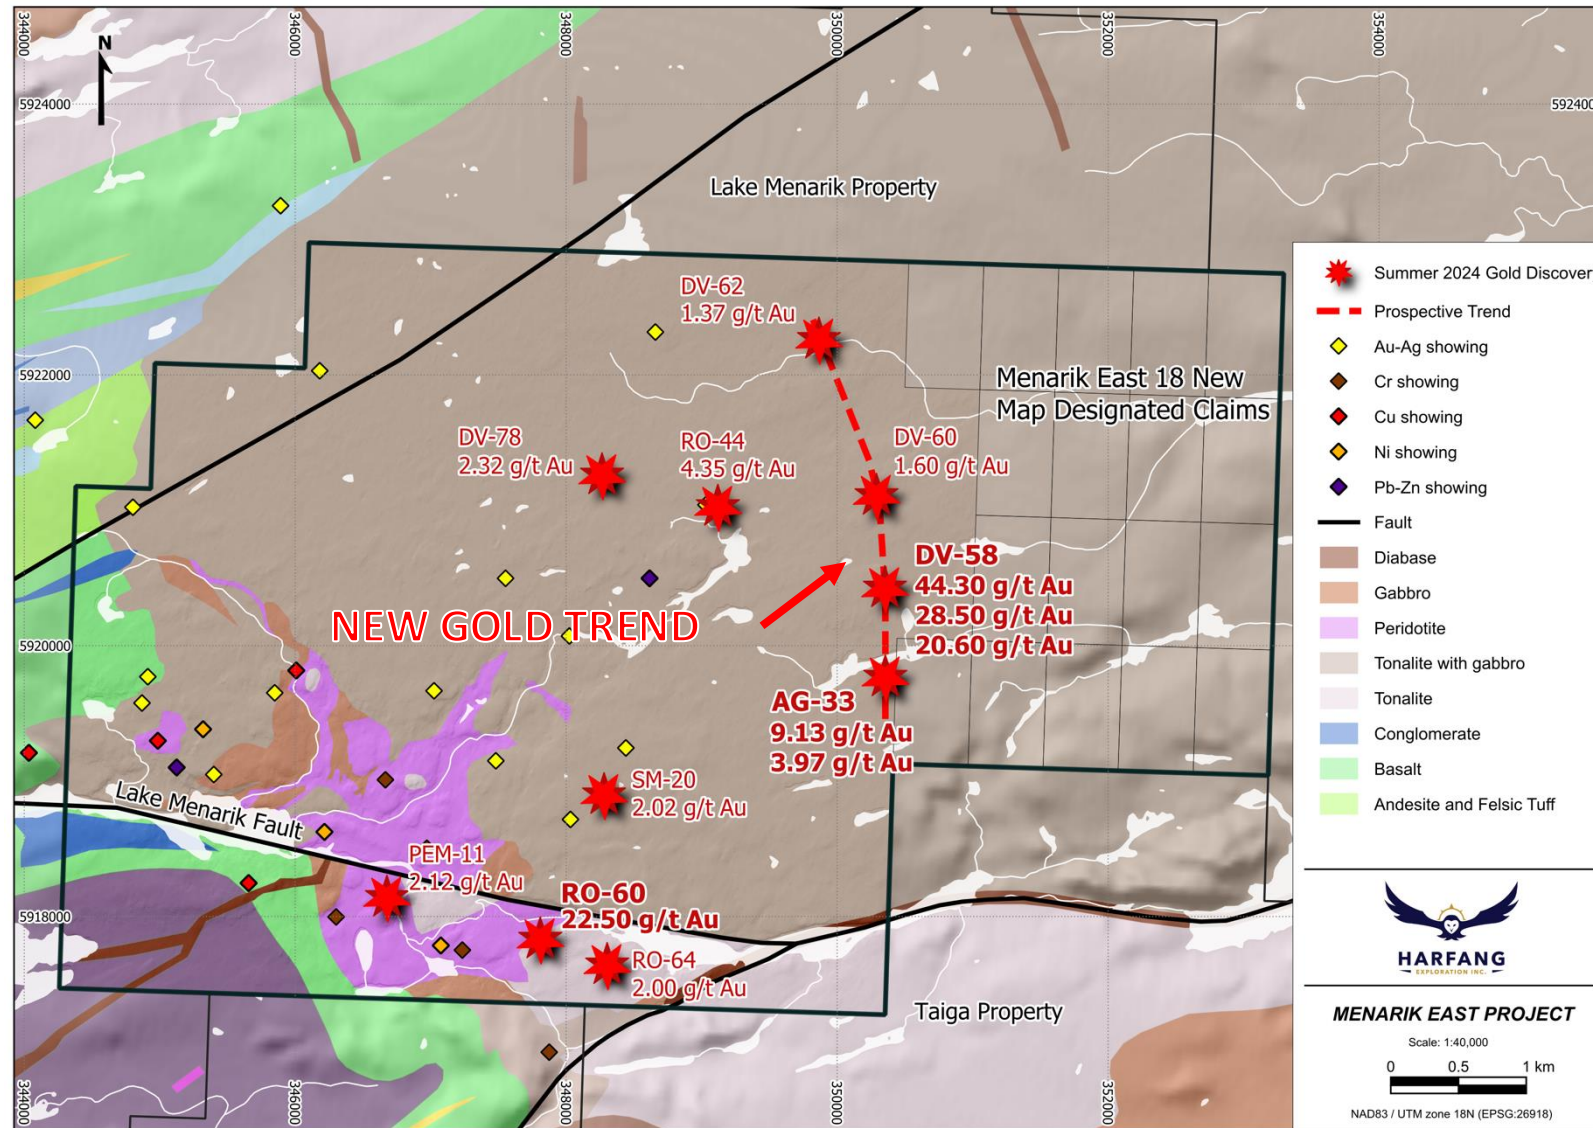 344000
346000
348000
350000
352000
354000
N
5924000
592400
Lake Menarik Property
DV-62
1.37 g/t Au
5922000
Menarik East 18 New
Map Designated Claims
DV-78
2.32 g/t Au
RO-44
4.35 g/t Au
DV-60
1.60 g/t Au
DV-58
44.30 g/t Au
28.50 g/t Au
20.60 g/t Au
NEW GOLD TREND
5920000
AG-33
9.13 g/t Au
3.97 g/t Au
SM-20
2.02 g/t Au
Lake Menarik Fault
PEM-11
2.12 g/t Au
RO-60
22.50 g/t Au
5918000
RO-64
2.00 g/t Au
Taiga Property
344000
346000
348000
350000
352000
Summer 2024 Gold Discover
Prospective Trend
Au-Ag showing
Cr showing
Cu showing
Ni showing
Pb-Zn showing
Fault
Diabase
Gabbro
Peridotite
Tonalite with gabbro
Tonalite
Conglomerate
Basalt
Andesite and Felsic Tuff
HARFANG
EXPLORATION INC.
MENARIK EAST PROJECT
Scale: 1:40,000
0 0.5 1 km
NAD83 / UTM zone 18N (EPSG:26918)